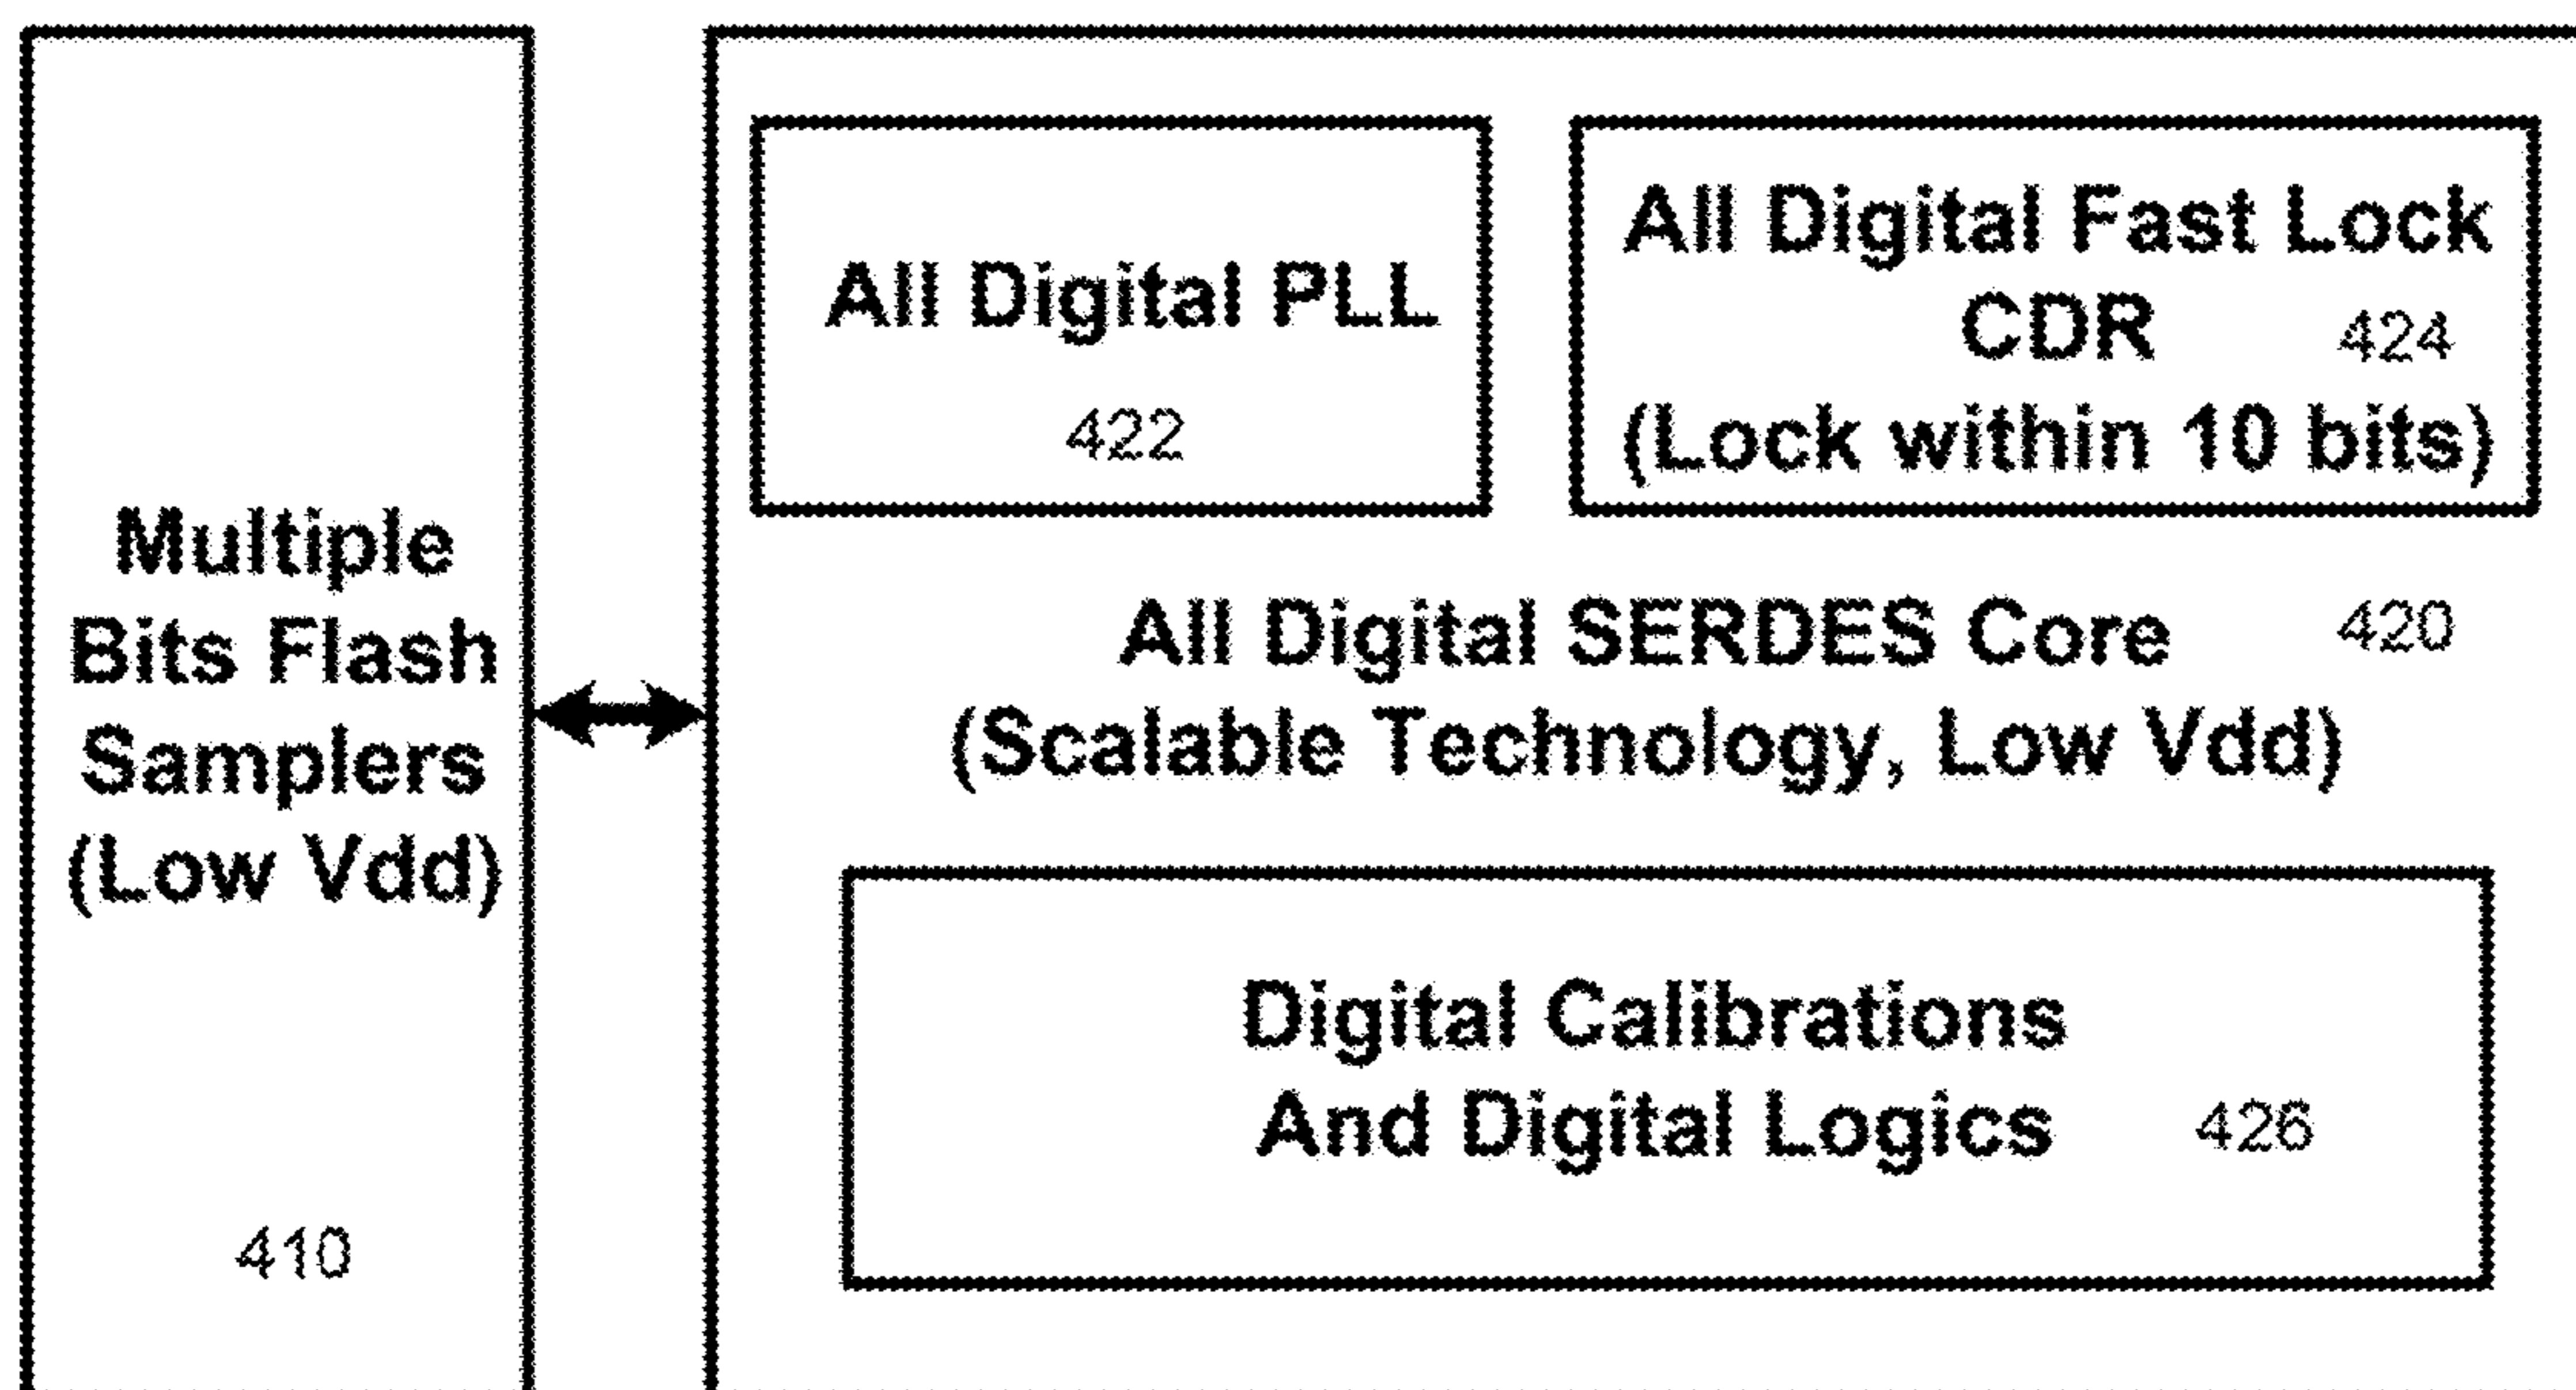 Multiple
Bits Flash
Samplers
(Low Vdd)
410
All Digital PLL
422
All Digital Fast Lock
CDR 424
(Lock within 10 bits)
All Digital SERDES Core 420
(Scalable Technology, Low Vdd)
Digital Calibrations
And Digital Logics 426